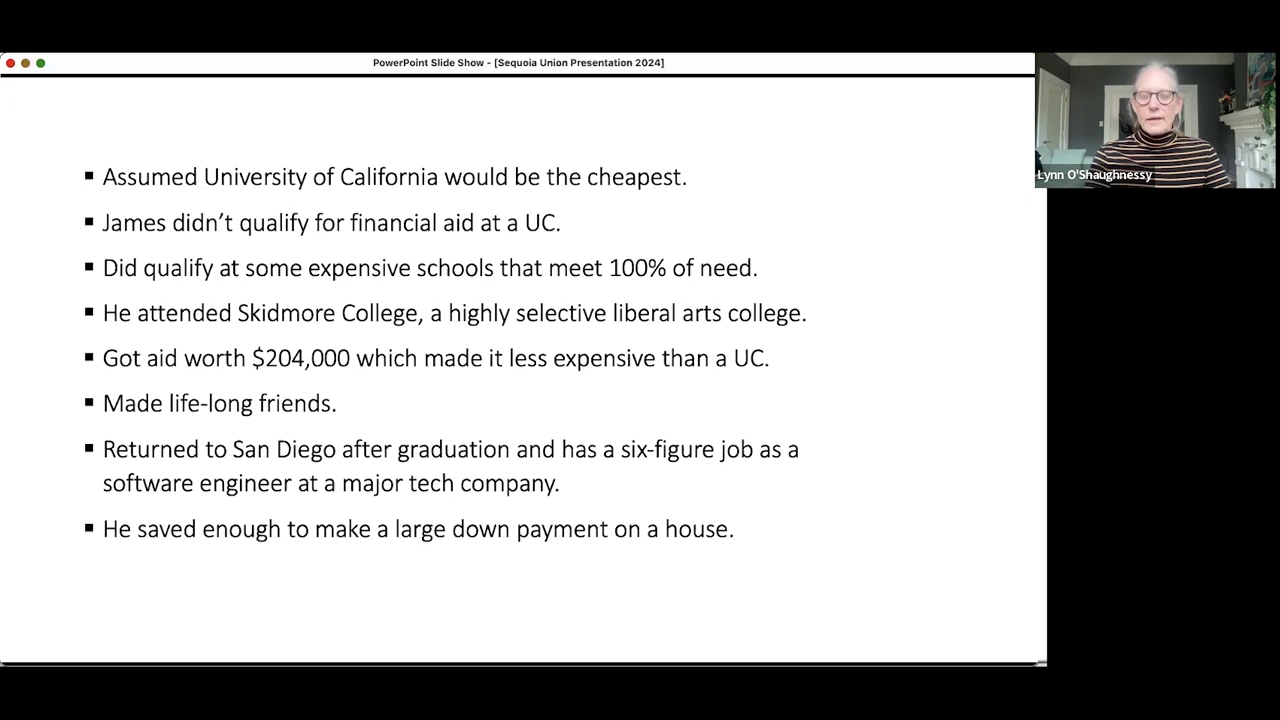 PowerPoint Slide Show - [Sequoia Union Presentation 2024]
Lynn O'Shaughnessy
▪ Assumed University of California would be the cheapest.
▪ James didn’t qualify for financial aid at a UC.
▪ Did qualify at some expensive schools that meet 100% of need.
▪ He attended Skidmore College, a highly selective liberal arts college.
▪ Got aid worth $204,000 which made it less expensive than a UC.
▪ Made life-long friends.
▪ Returned to San Diego after graduation and has a six-figure job as a
software engineer at a major tech company.
▪ He saved enough to make a large down payment on a house.